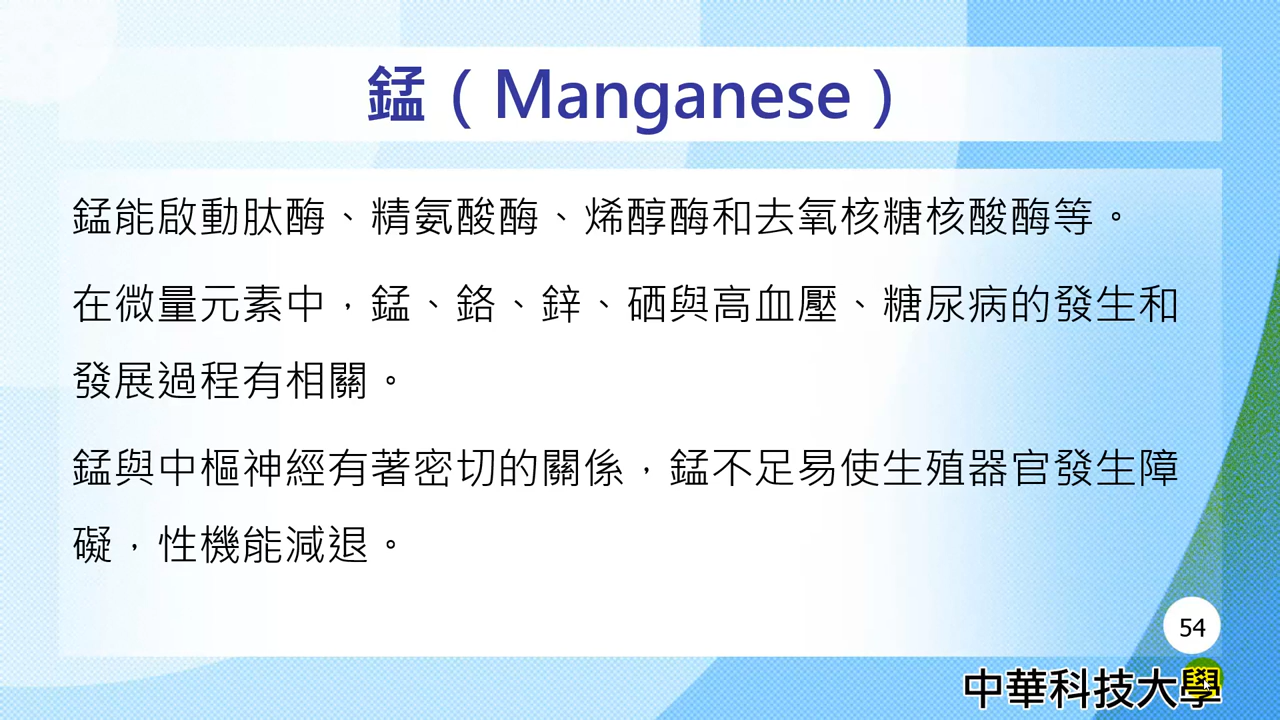 錳（Manganese）
錳能啟動肽酶、精氨酸酶、烯醇酶和去氧核糖核酸酶等。
在微量元素中，錳、鉻、鋅、硒與高血壓、糖尿病的發生和
發展過程有相關。
錳與中樞神經有著密切的關係，錳不足易使生殖器官發生障
礙，性機能減退。
54
中華科技大學